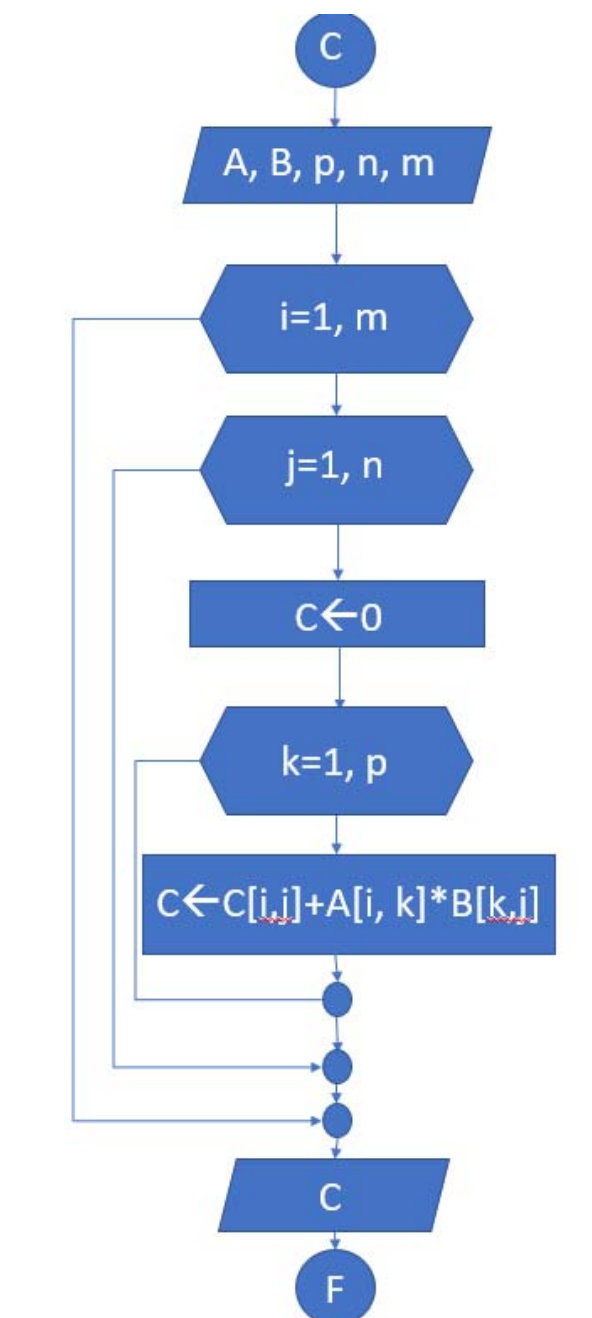 C
A, B, p, n, m
i=1, m
j=1, n
C←0
k=1, p
C←C[i,j]+A[i, k]*B[k,j]
C
F